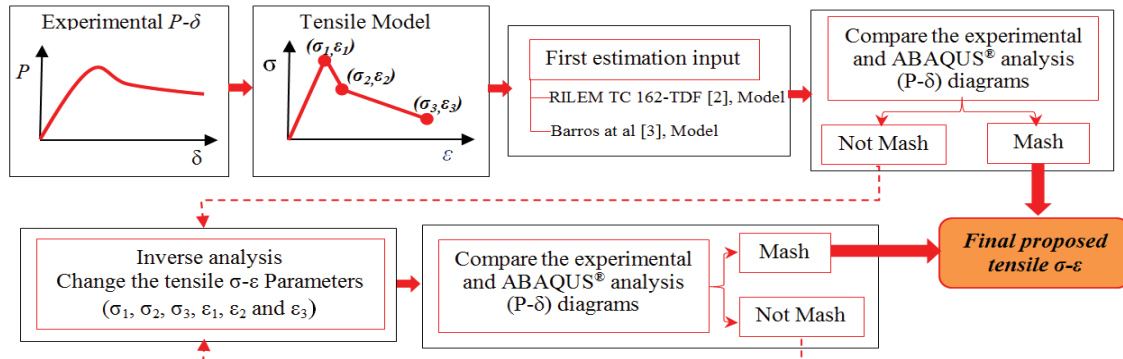 Experimental P-δ
P
δ
Tensile Model
σ
(σ1,ε1)
(σ2,ε2)
(σ3,ε3)
ε
First estimation input
RILEM TC 162-TDF [2], Model
Barros at al [3], Model
Compare the experimental
and ABAQUS® analysis
(P-δ) diagrams
Not Mash
Mash
Inverse analysis
Change the tensile σ-ε Parameters
(σ1, σ2, σ3, ε1, ε2 and ε3)
Compare the experimental
and ABAQUS® analysis
(P-δ) diagrams
Mash
Not Mash
Final proposed
tensile σ-ε